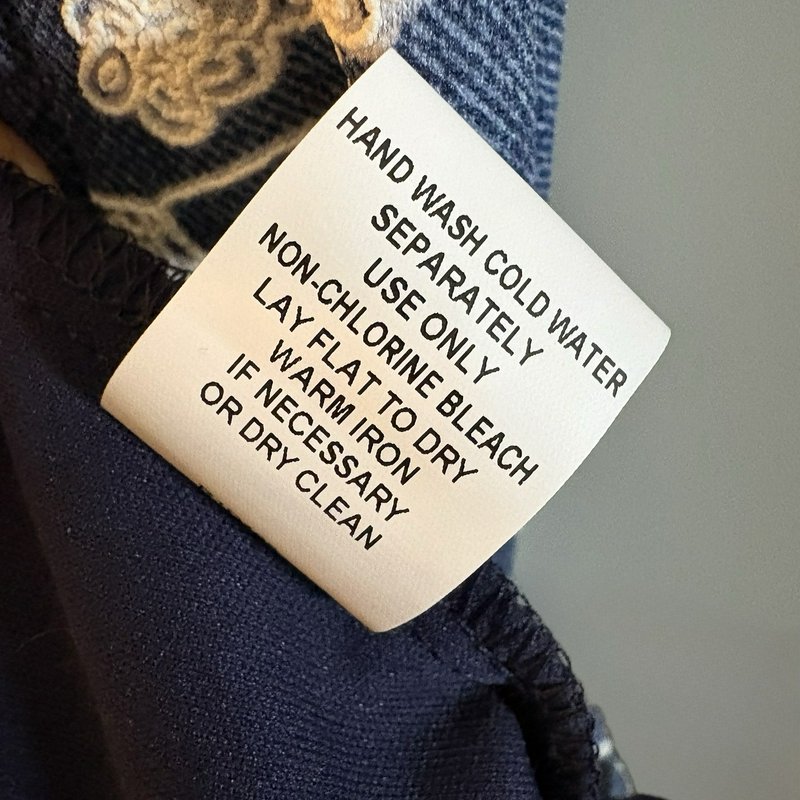 HAND WASH COLD WATER
SEPARATELY
USE ONLY
NON-CHLORINE BLEACH
LAY FLAT TO DRY
WARM IRON
IF NECESSARY
OR DRY CLEAN